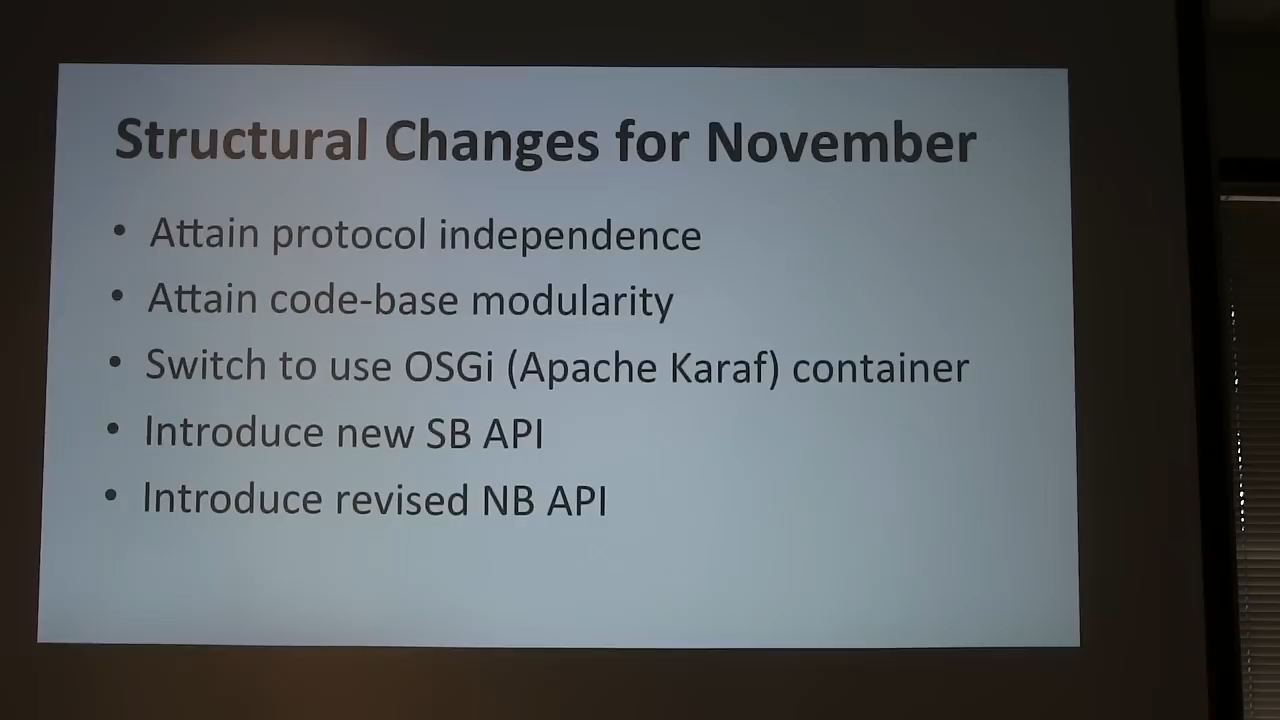 Structural Changes for November
• Attain protocol independence
• Attain code-base modularity
• Switch to use OSGi (Apache Karaf) container
• Introduce new SB API
• Introduce revised NB API